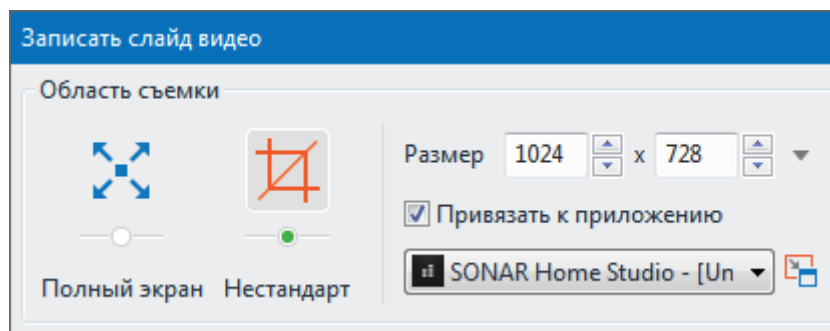 Записать слайд видео
Область съемки
Размер 1024 x 728
Привязать к приложению
SONAR Home Studio - [Un
Полный экран Нестандарт